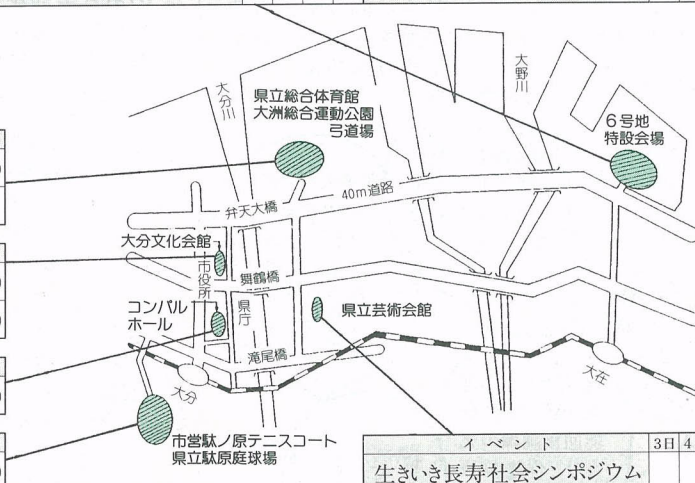 大分川
大野川
県立総合体育館
大洲総合運動公園
弓道場
6号地
特設会場
40m道路
弁天大橋
大分文化会館
市役所
舞鶴橋
県庁
コンパル
ホール
県立芸術会館
滝尾橋
大分
大在
市営駄ノ原テニスコート
県立駄原庭球場
イベント
3日
4
生きいき長寿社会シンポジウム